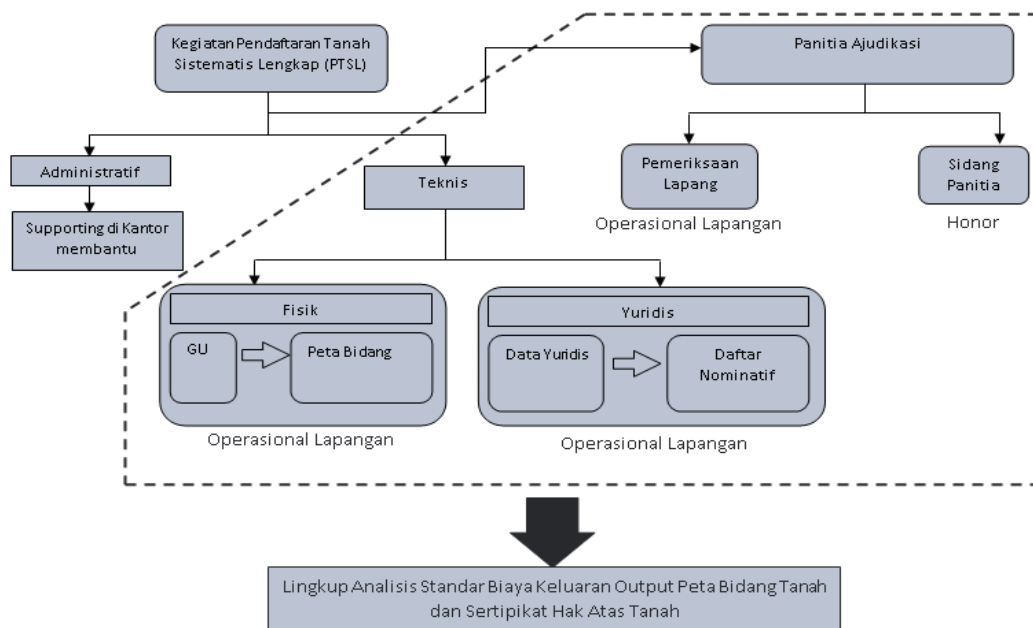 Kegiatan Pendaftaran Tanah
Sistematis Lengkap (PTSL)
Panitia Ajudikasi
Administratif
Supporting di Kantor
membantu
Teknis
Pemeriksaan
Lapang
Operasional Lapangan
Sidang
Panitia
Honor
Fisik
GU
Peta Bidang
Operasional Lapangan
Yuridis
Data Yuridis
Daftar
Nominatif
Operasional Lapangan
Lingkup Analisis Standar Biaya Keluaran Output Peta Bidang Tanah
dan Sertipikat Hak Atas Tanah